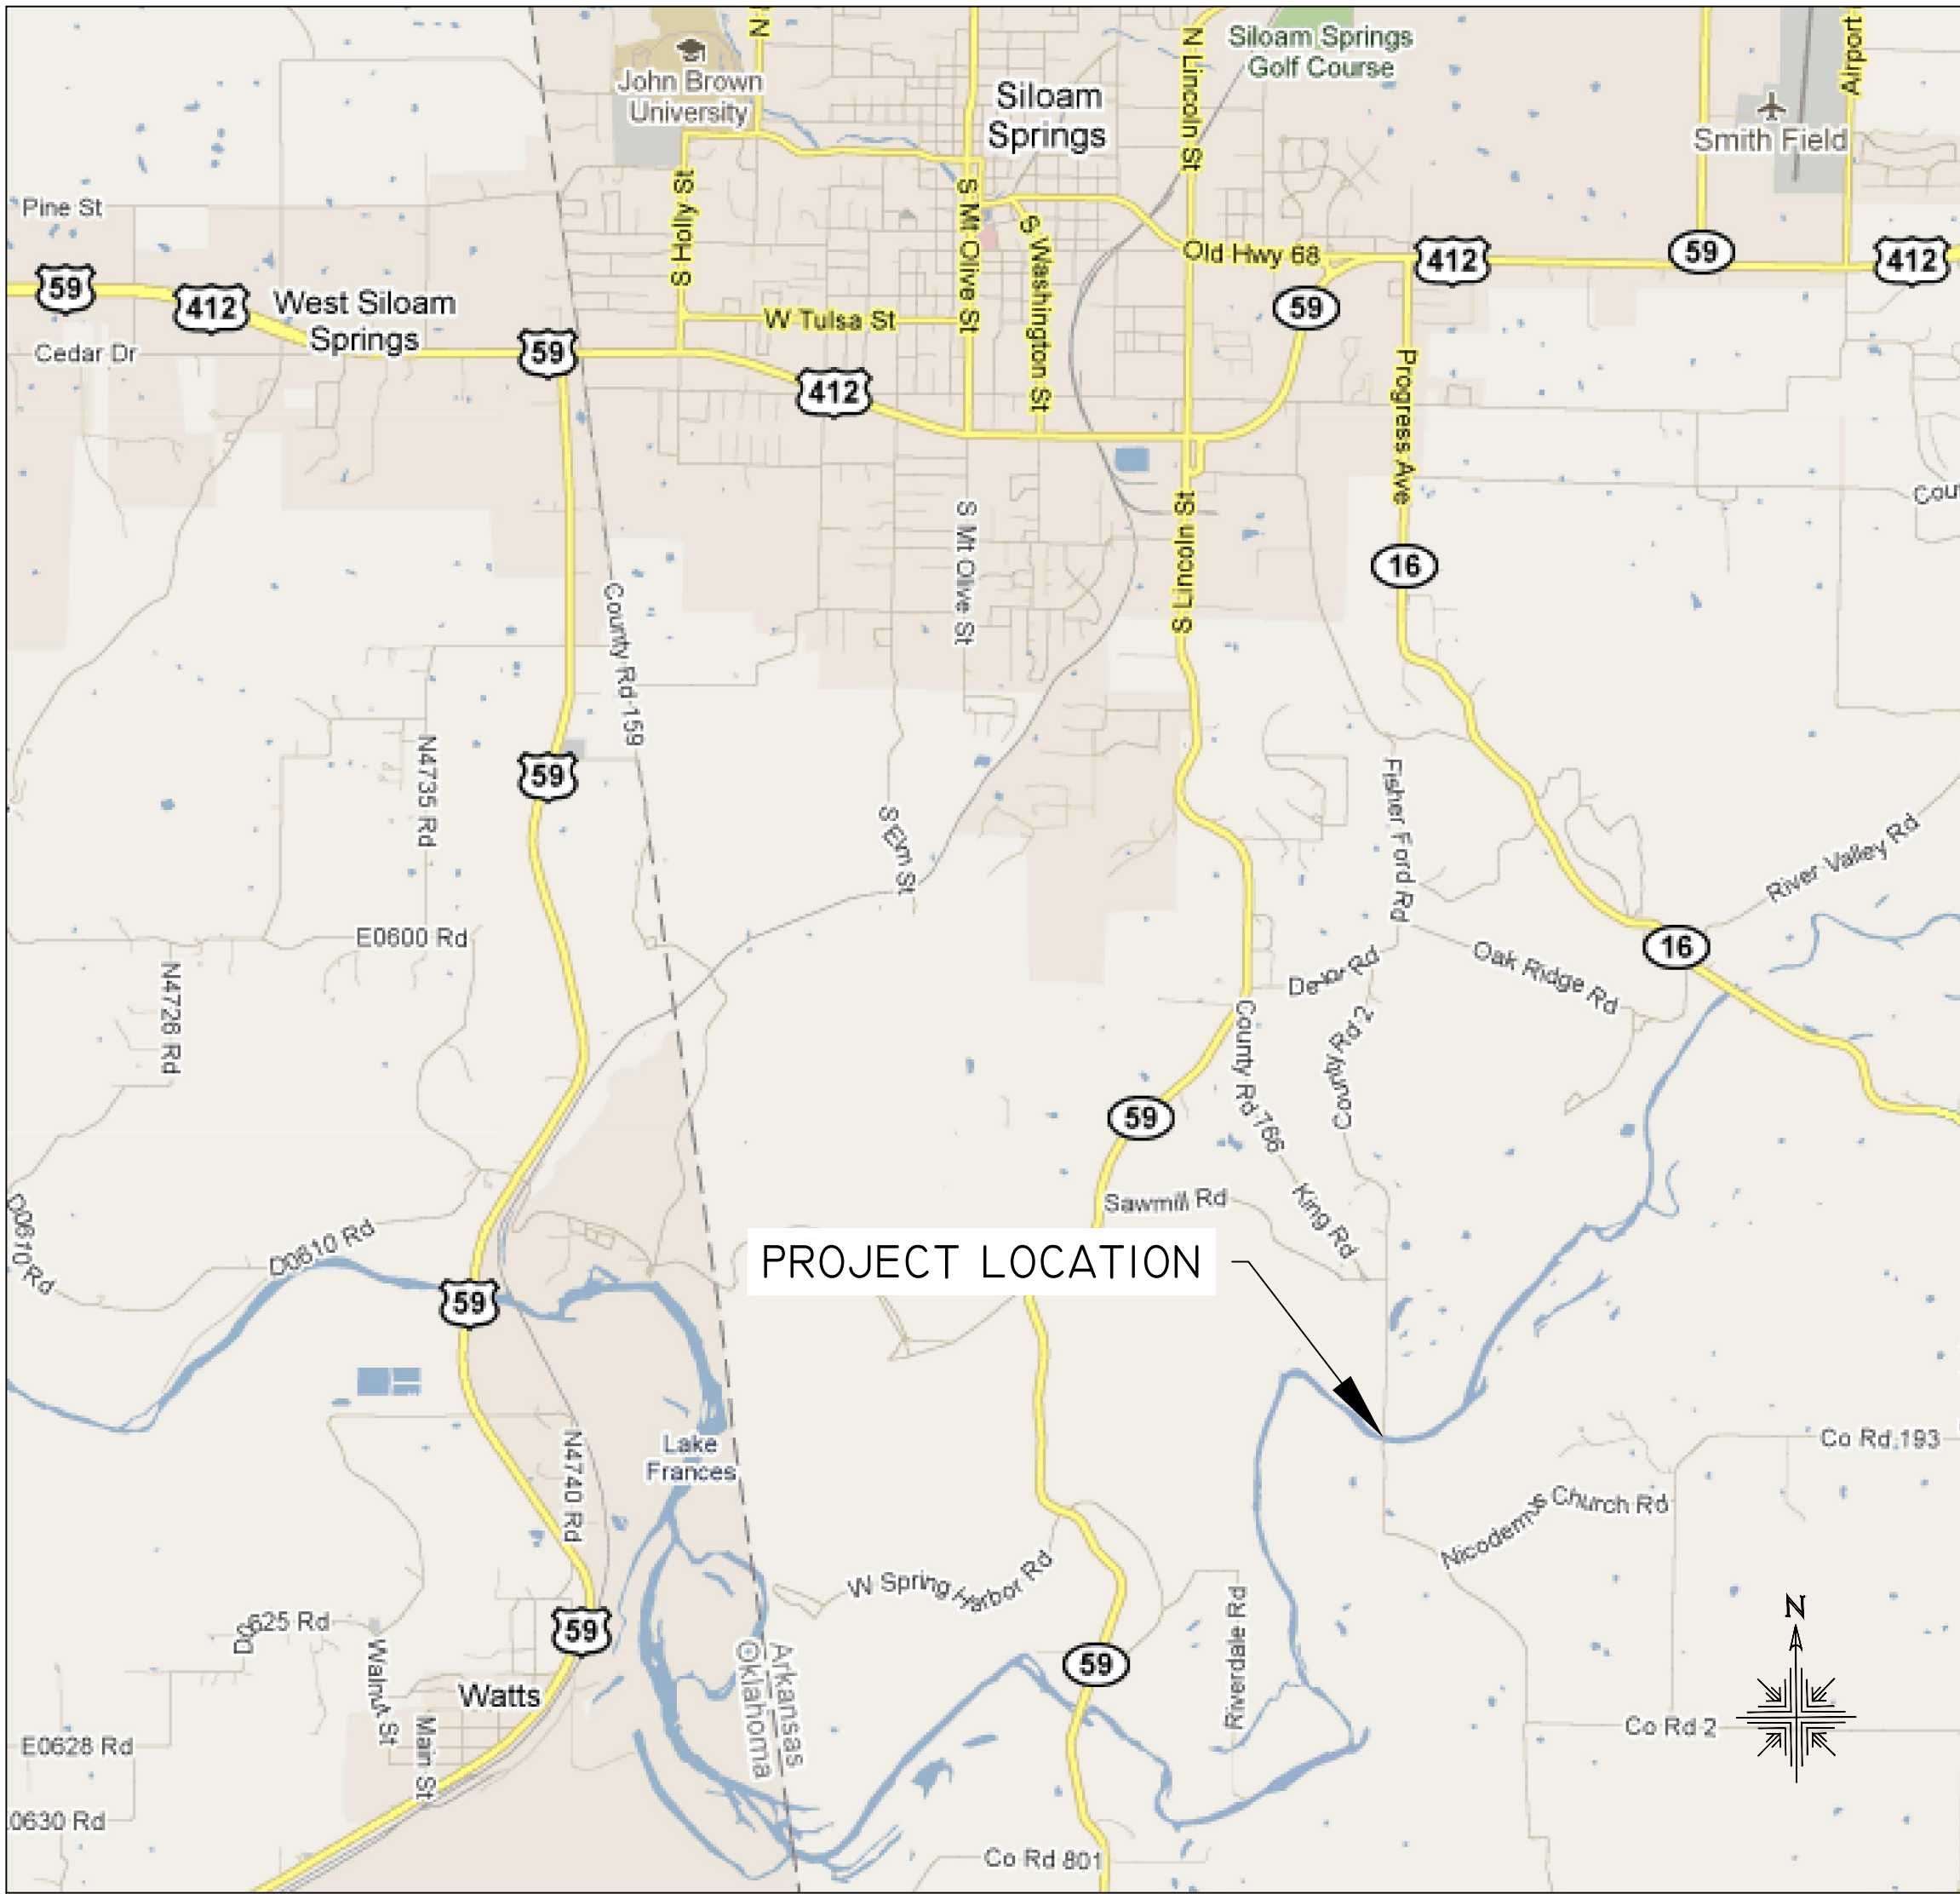 N
John Brown
University
Siloam
Springs
N Lincoln St
Siloam Springs
Golf Course
Airport
Smith Field
Pine St
S Holly St
S Mt Olive St
S Washington St
Old Hwy 68
412
59
412
59
412
West Siloam
Springs
W Tulsa St
59
Cedar Dr
59
412
Progress Ave
S Mt Olive St
S Lincoln St
16
County Rd 159
N4735 Rd
59
S Elm St
Fisher Ford Rd
River Valley Rd
E0600 Rd
N4726 Rd
Oak Ridge Rd
16
County Rd 2
County Rd 766
59
Sawmill Rd
King Rd
D0610 Rd
D0610 Rd
PROJECT LOCATION
59
Lake
Frances
N4740 Rd
Co Rd 193
Nicodemus Church Rd
W Spring Harbor Rd
Riverdale Rd
N
D0625 Rd
59
Walnut St
Arkansas
Oklahoma
59
Watts
Main St
Co Rd 2
E0628 Rd
0630 Rd
Co Rd 801